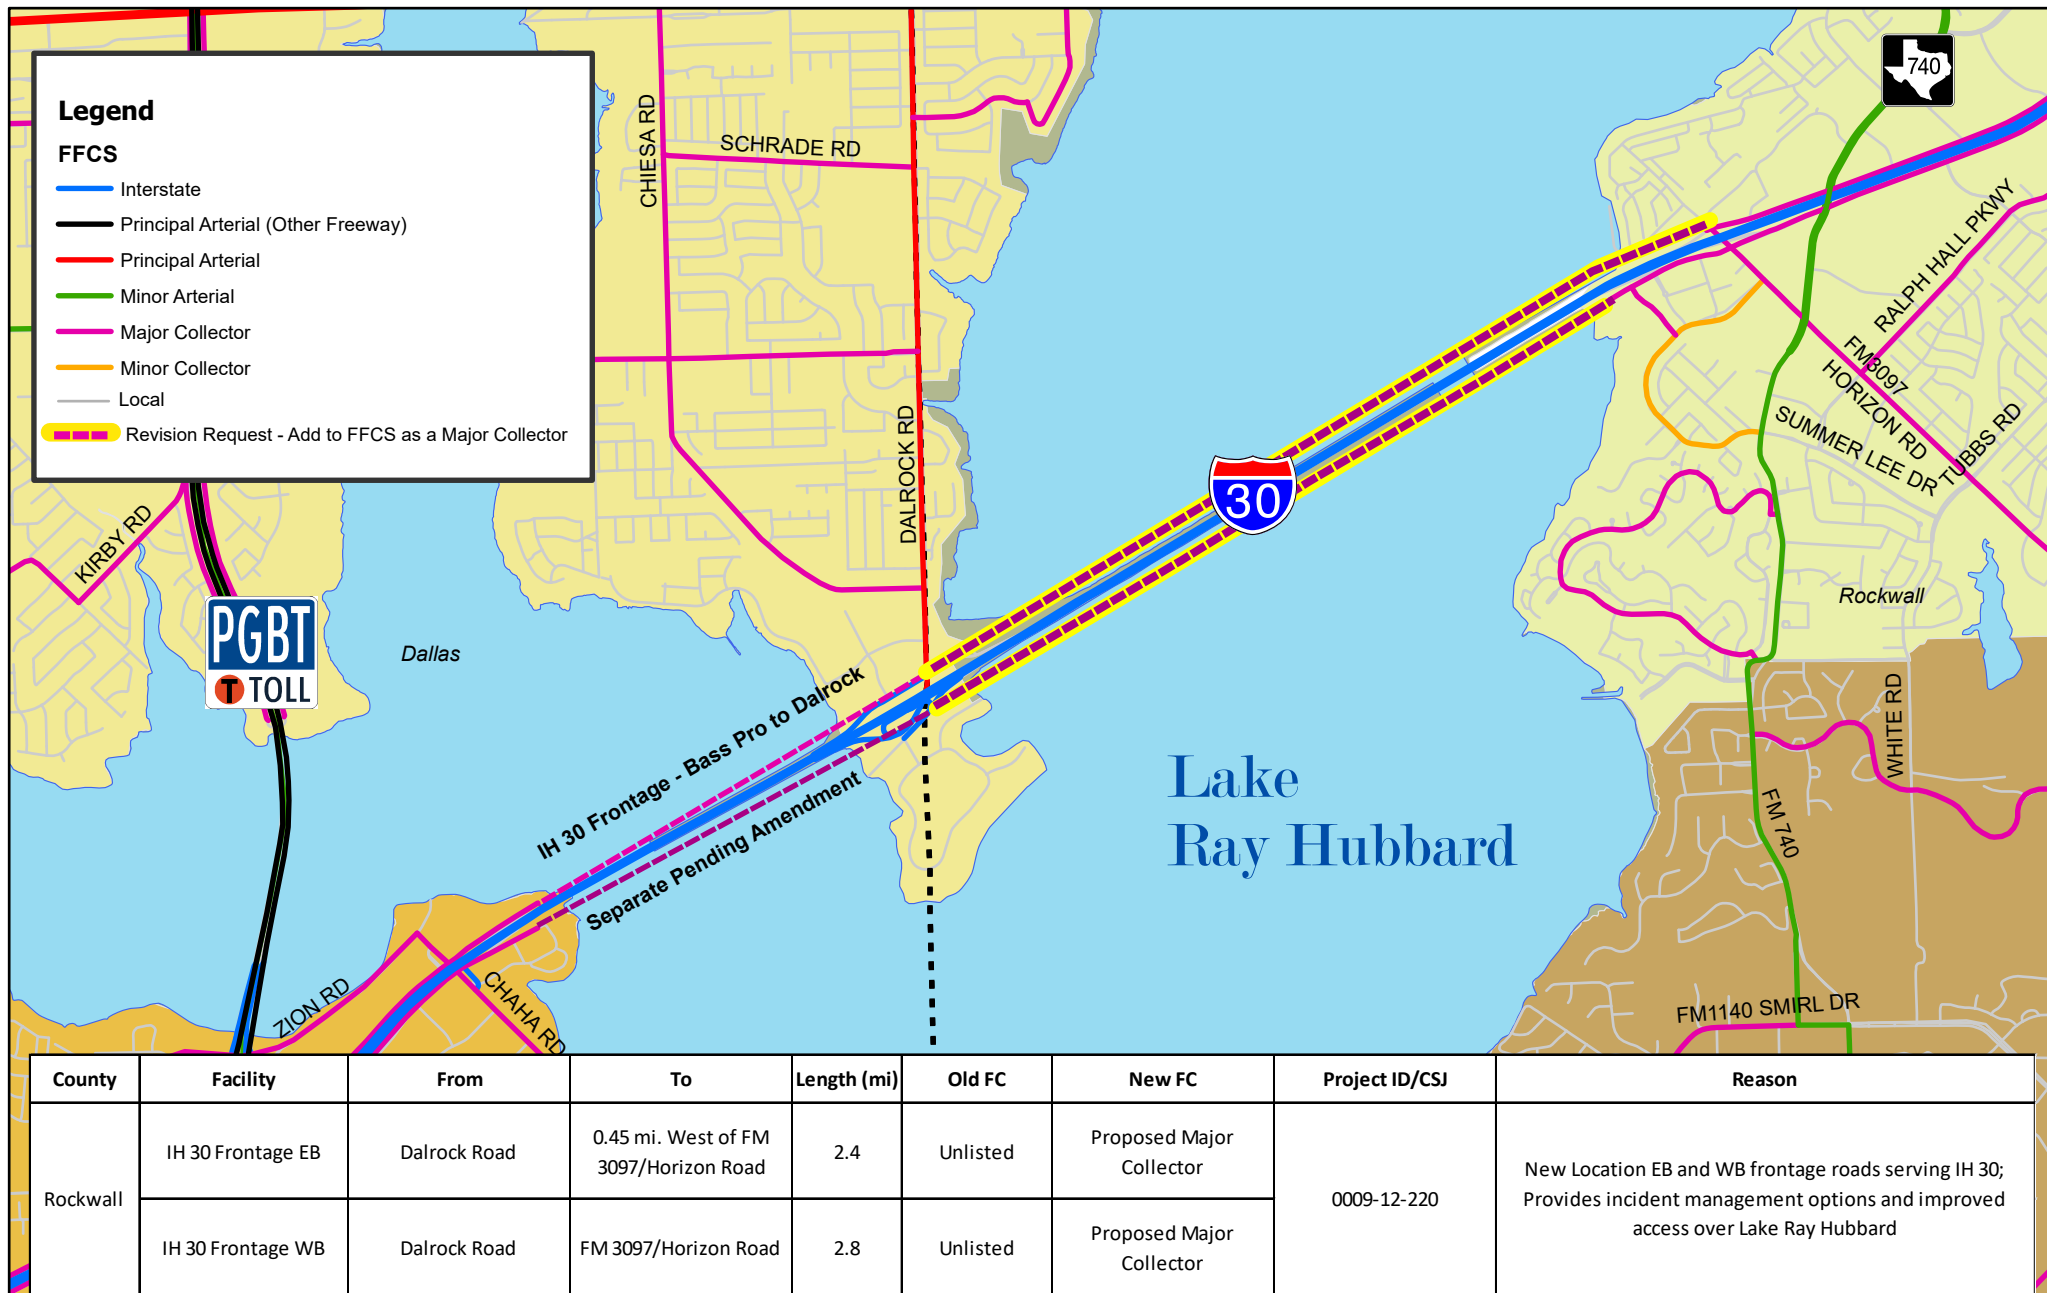 Legend
FFCS
Interstate
Principal Arterial (Other Freeway)
Principal Arterial
Minor Arterial
Major Collector
Minor Collector
Local
Revision Request - Add to FFCS as a Major Collector
CHIESA RD
SCHRADE RD
DALROCK RD
740
RALPH HALL PKWY
FM3097
HORIZON RD
SUMMER LEE DR
TUBBS RD
30
KIRBY RD
PGBT
T TOLL
Dallas
Rockwall
IH 30 Frontage - Bass Pro to Dalrock
Separate Pending Amendment
Lake
Ray Hubbard
WHITE RD
FM 740
ZION RD
CHAHA RD
FM1140 SMIRL DR
County Facility From To Length (mi) Old FC New FC Project ID/CSJ Reason
Rockwall
IH 30 Frontage EB
Dalrock Road
0.45 mi. West of FM
3097/Horizon Road
2.4
Unlisted
Proposed Major
Collector
IH 30 Frontage WB
Dalrock Road
FM 3097/Horizon Road
2.8
Unlisted
Proposed Major
Collector
0009-12-220
New Location EB and WB frontage roads serving IH 30;
Provides incident management options and improved
access over Lake Ray Hubbard